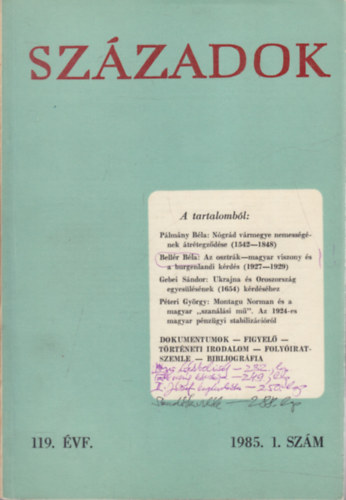 SZÁZADOK
A tartalomból:
Pálmány Béla: Nógrád vármegye nemességé-
nek átrétegződése (1542—1848)
Bellér Béla: Az osztrák—magyar viszony és
a burgenlandi kérdés (1927—1929)
Gebei Sándor: Ukrajna és Oroszország
egyesülésének (1654) kérdéséhez
Péteri György: Montagu Norman és a
magyar „szanálási mű". Az 1924-es
magyar pénzügyi stabilizációról
DOKUMENTUMOK — FIGYELŐ —
TÖRTÉNETI IRODALOM — FOLYÓIRAT-
SZEMLE — BIBLIOGRÁFIA
119. ÉVF.
1985. 1. SZÁM